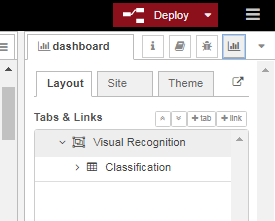 Deploy
dashboard
i
Layout Site Theme
Tabs & Links + tab + link
Visual Recognition
Classification